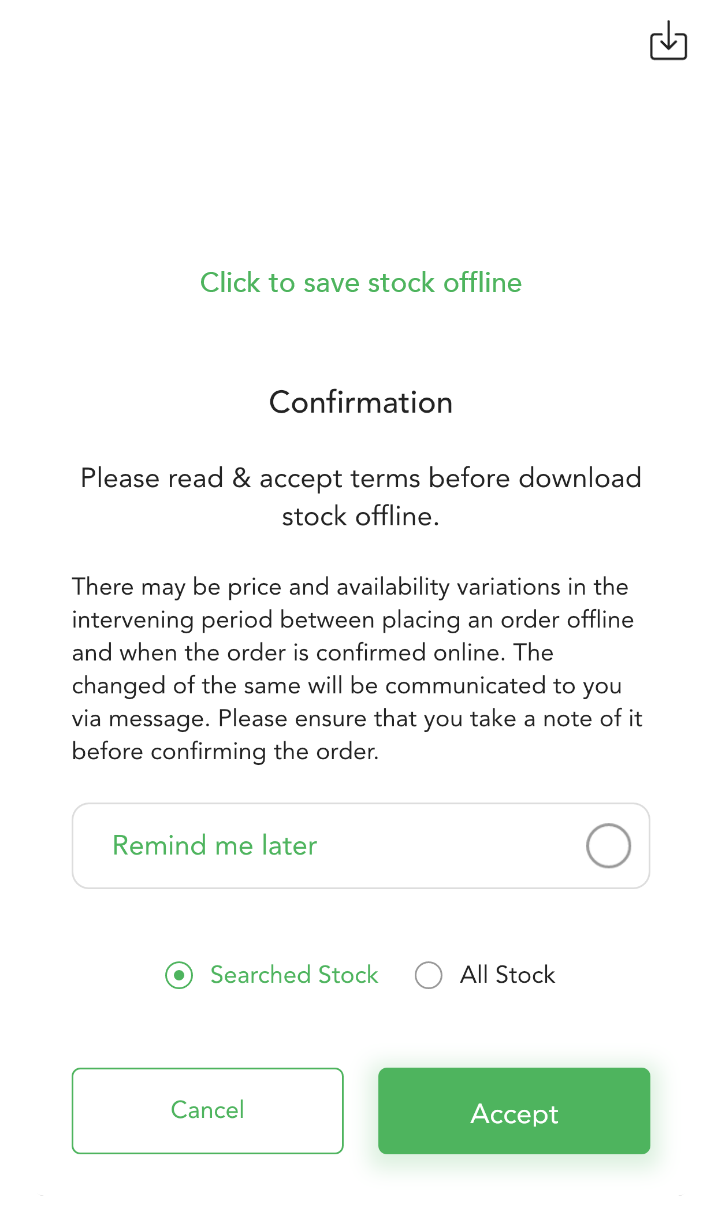 Click to save stock offline
Confirmation
Please read & accept terms before download
stock offline.
There may be price and availability variations in the
intervening period between placing an order offline
and when the order is confirmed online. The
changed of the same will be communicated to you
via message. Please ensure that you take a note of it
before confirming the order.
Remind me later
Searched Stock All Stock
Cancel Accept